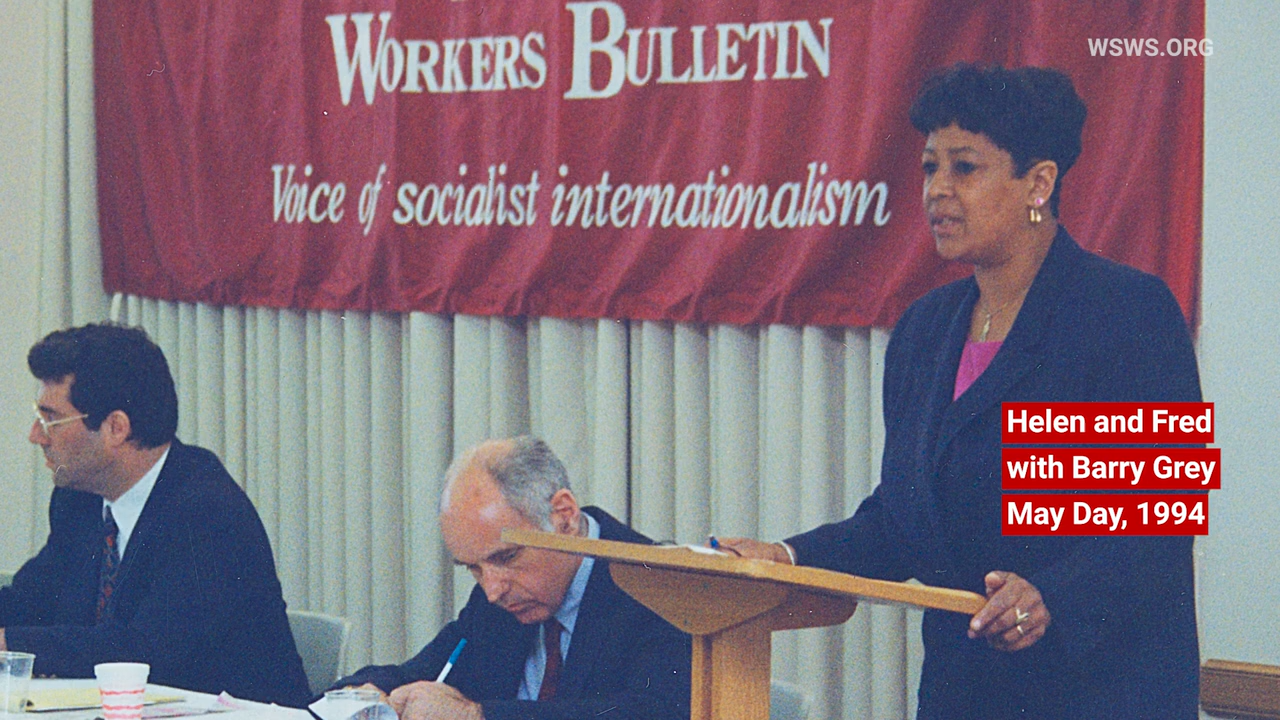 WORKERS BULLETIN
Voice of socialist internationalism
WSWS.ORG
Helen and Fred
with Barry Grey
May Day, 1994